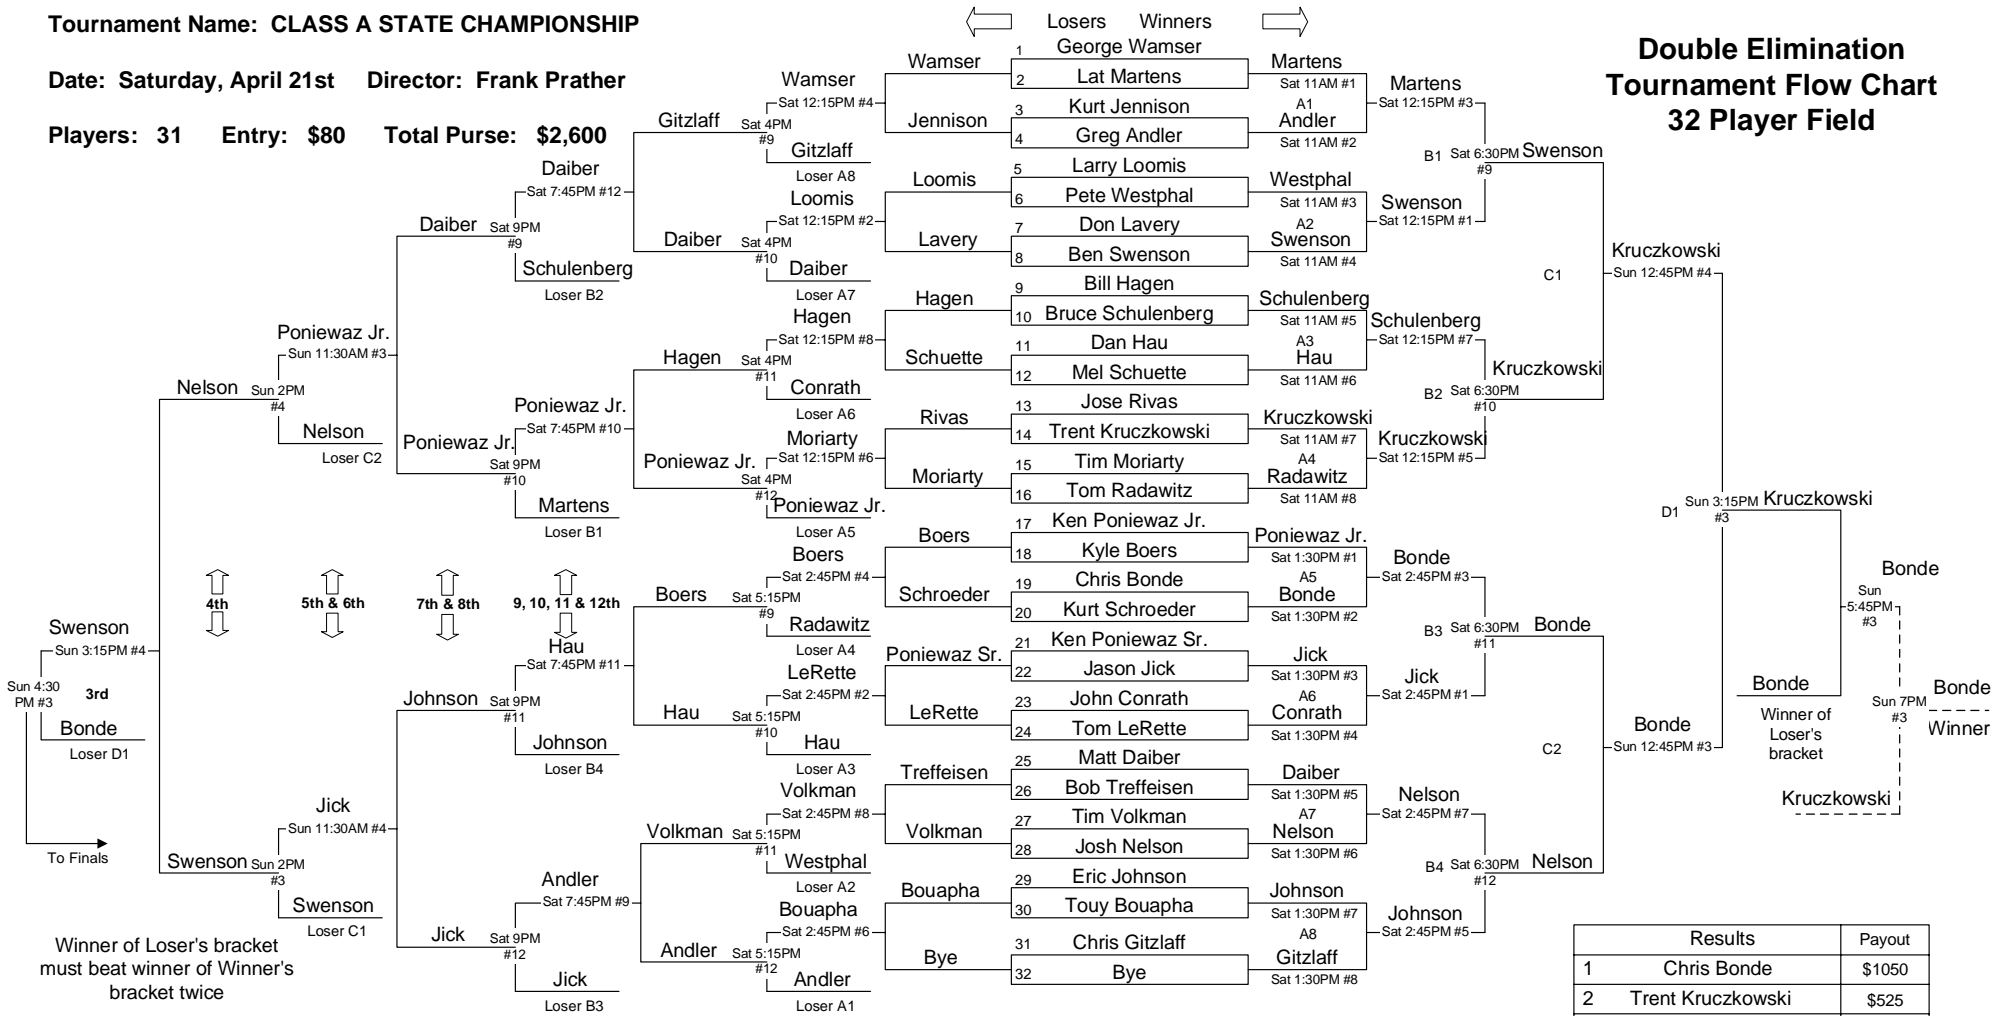 Tournament Name: CLASS A STATE CHAMPIONSHIP
Date: Saturday, April 21st Director: Frank Prather
Players: 31 Entry: $80 Total Purse: $2,600
Losers Winners
Double Elimination
Tournament Flow Chart
32 Player Field
1 George Wamser
2 Lat Martens
3 Kurt Jennison
4 Greg Andler
5 Larry Loomis
6 Pete Westphal
7 Don Lavery
8 Ben Swenson
9 Bill Hagen
10 Bruce Schulenberg
11 Dan Hau
12 Mel Schuette
13 Jose Rivas
14 Trent Kruczkowski
15 Tim Moriarty
16 Tom Radawitz
17 Ken Poniewaz Jr.
18 Kyle Boers
19 Chris Bonde
20 Kurt Schroeder
21 Ken Poniewaz Sr.
22 Jason Jick
23 John Conrath
24 Tom LeRette
25 Matt Daiber
26 Bob Treffeisen
27 Tim Volkman
28 Josh Nelson
29 Eric Johnson
30 Touy Bouapha
31 Chris Gitzlaff
32 Bye
Martens
Sat 11AM #1
A1
Andler
Sat 11AM #2
Westphal
Sat 11AM #3
A2
Swenson
Sat 11AM #4
Schulenberg
Sat 11AM #5
A3
Hau
Sat 11AM #6
Kruczkowski
Sat 11AM #7
A4
Radawitz
Sat 11AM #8
Poniewaz Jr.
Sat 1:30PM #1
A5
Bonde
Sat 1:30PM #2
Jick
Sat 1:30PM #3
A6
Conrath
Sat 1:30PM #4
Daiber
Sat 1:30PM #5
A7
Nelson
Sat 1:30PM #6
Johnson
Sat 1:30PM #7
A8
Gitzlaff
Sat 1:30PM #8
Martens
Sat 12:15PM #3
Swenson
Sat 12:15PM #1
Schulenberg
Sat 12:15PM #7
Kruczkowski
Sat 12:15PM #5
Bonde
Sat 2:45PM #3
Jick
Sat 2:45PM #1
Nelson
Sat 2:45PM #7
Johnson
Sat 2:45PM #5
B1 Sat 6:30PM
#9
Swenson
B2 Sat 6:30PM
#10
Kruczkowski
B3 Sat 6:30PM
#11
Bonde
B4 Sat 6:30PM
#12
Nelson
C1
Kruczkowski
Sun 12:45PM #4
C2
Bonde
Sun 12:45PM #3
D1 Sun 3:15PM
#3
Kruczkowski
Bonde
Winner of
Loser's
bracket
Bonde
Sun
5:45PM
#3
Kruczkowski
Sun 7PM
#3
Bonde
Winner
Wamser
Jennison
Loomis
Lavery
Hagen
Schuette
Rivas
Moriarty
Boers
Schroeder
Poniewaz Sr.
LeRette
Treffeisen
Volkman
Bouapha
Bye
Wamser
Sat 12:15PM #4
Sat 4PM
#9
Gitzlaff
Loser A8
Loomis
Sat 12:15PM #2
Sat 4PM
#10
Daiber
Loser A7
Hagen
Sat 12:15PM #8
Sat 4PM
#11
Conrath
Loser A6
Moriarty
Sat 12:15PM #6
Sat 4PM
#12
Poniewaz Jr.
Loser A5
Boers
Sat 2:45PM #4
Sat 5:15PM
#9
Radawitz
Loser A4
LeRette
Sat 2:45PM #2
Sat 5:15PM
#10
Hau
Loser A3
Volkman
Sat 2:45PM #8
Sat 5:15PM
#11
Westphal
Loser A2
Bouapha
Sat 2:45PM #6
Sat 5:15PM
#12
Andler
Loser A1
Gitzlaff
Daiber
Hagen
Poniewaz Jr.
Boers
Hau
Volkman
Andler
Daiber
Sat 7:45PM #12
Sat 9PM
#9
Schulenberg
Loser B2
Poniewaz Jr.
Sat 7:45PM #10
Sat 9PM
#10
Martens
Loser B1
Hau
Sat 7:45PM #11
Sat 9PM
#11
Johnson
Loser B4
Andler
Sat 7:45PM #9
Sat 9PM
#12
Jick
Loser B3
Daiber
Poniewaz Jr.
Johnson
Jick
Poniewaz Jr.
Sun 11:30AM #3
Sun 2PM
#4
Nelson
Loser C2
Jick
Sun 11:30AM #4
Sun 2PM
#3
Swenson
Loser C1
Nelson
Swenson
4th
5th & 6th
7th & 8th
9, 10, 11 & 12th
Swenson
Sun 3:15PM #4
Sun 4:30
PM #3
3rd
Bonde
Loser D1
To Finals
Winner of Loser's bracket
must beat winner of Winner's
bracket twice
Results Payout
1 Chris Bonde $1050
2 Trent Kruczkowski $525